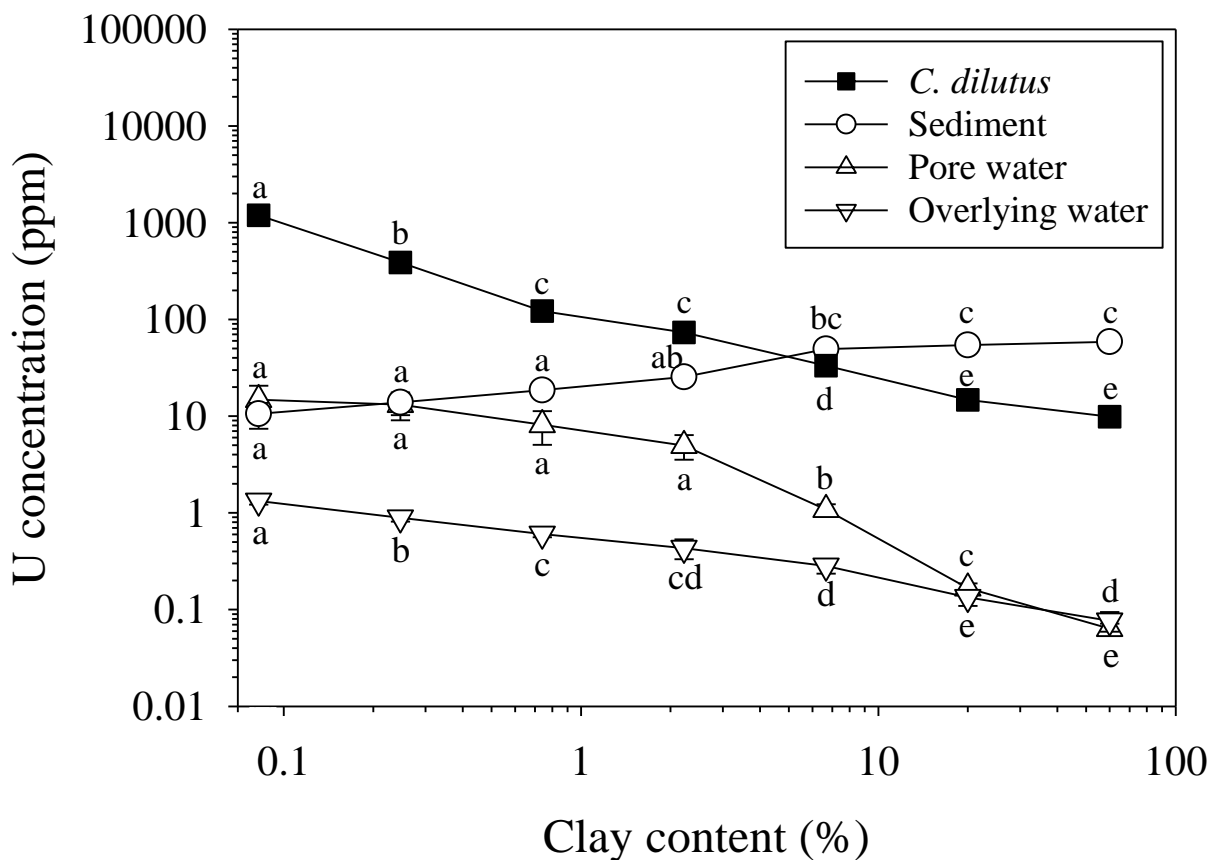 100000
10000
1000
100
10
1
0.1
0.01
U concentration (ppm)
C. dilutus
Sediment
Pore water
Overlying water
a
b
c
c
bc
c
c
a
a
a
ab
d
e
e
a
a
a
a
b
c
d
a
b
c
cd
d
e
e
0.1
1
10
100
Clay content (%)